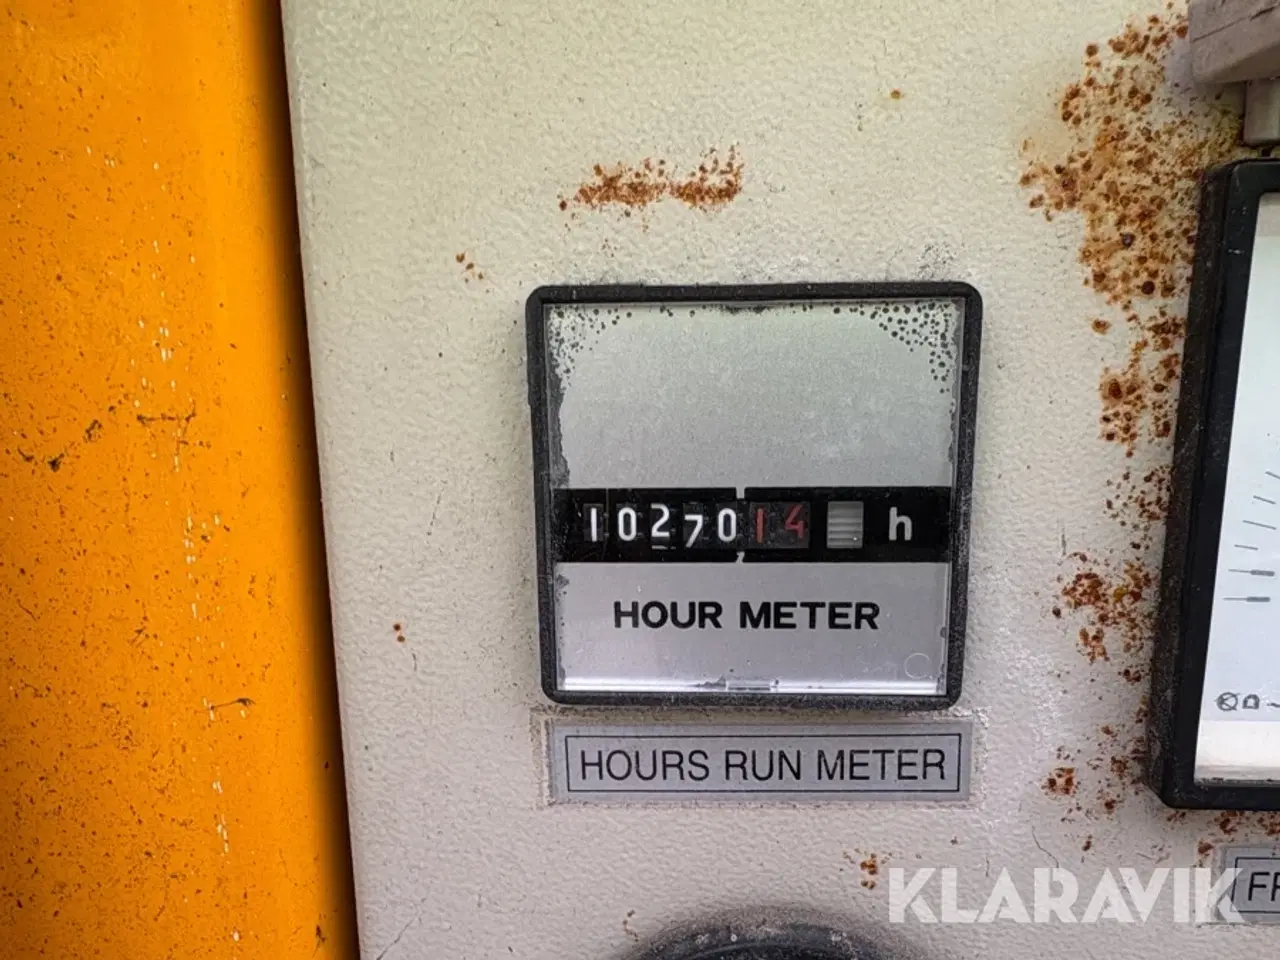 1027014 h
HOUR METER
HOURS RUN METER
KLARAVIK